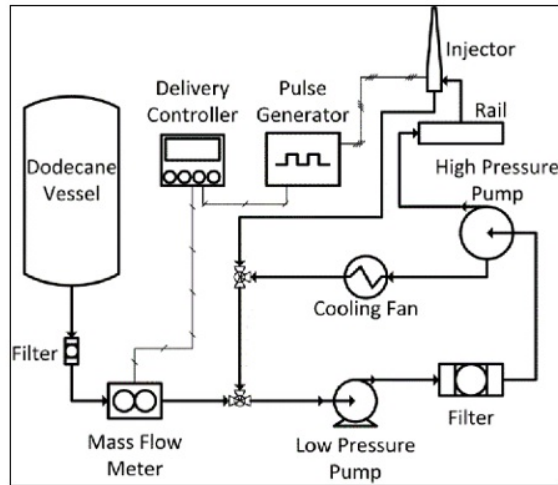 Injector
Delivery
Controller
Pulse
Generator
Rail
Dodecane
Vessel
High Pressure
Pump
Cooling Fan
Filter
Filter
Mass Flow
Meter
Low Pressure
Pump